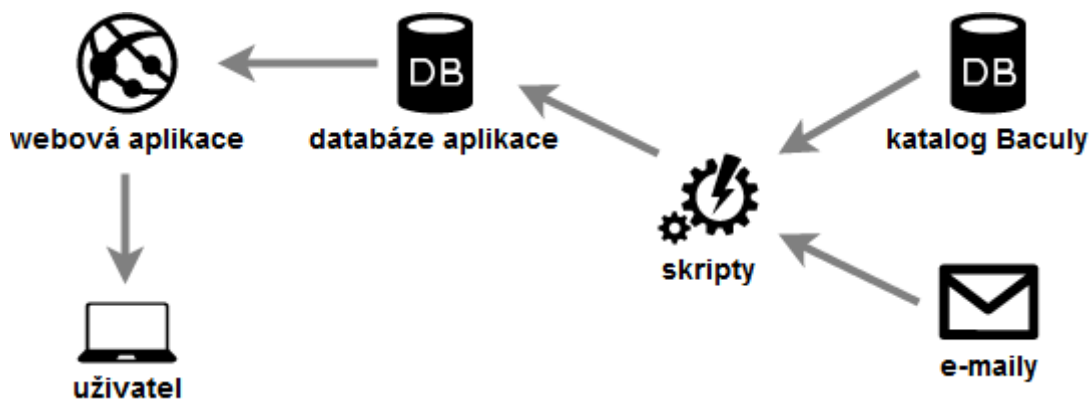 DB
DB
webová aplikace
databáze aplikace
katalog Baculy
skripty
e-maily
uživatel